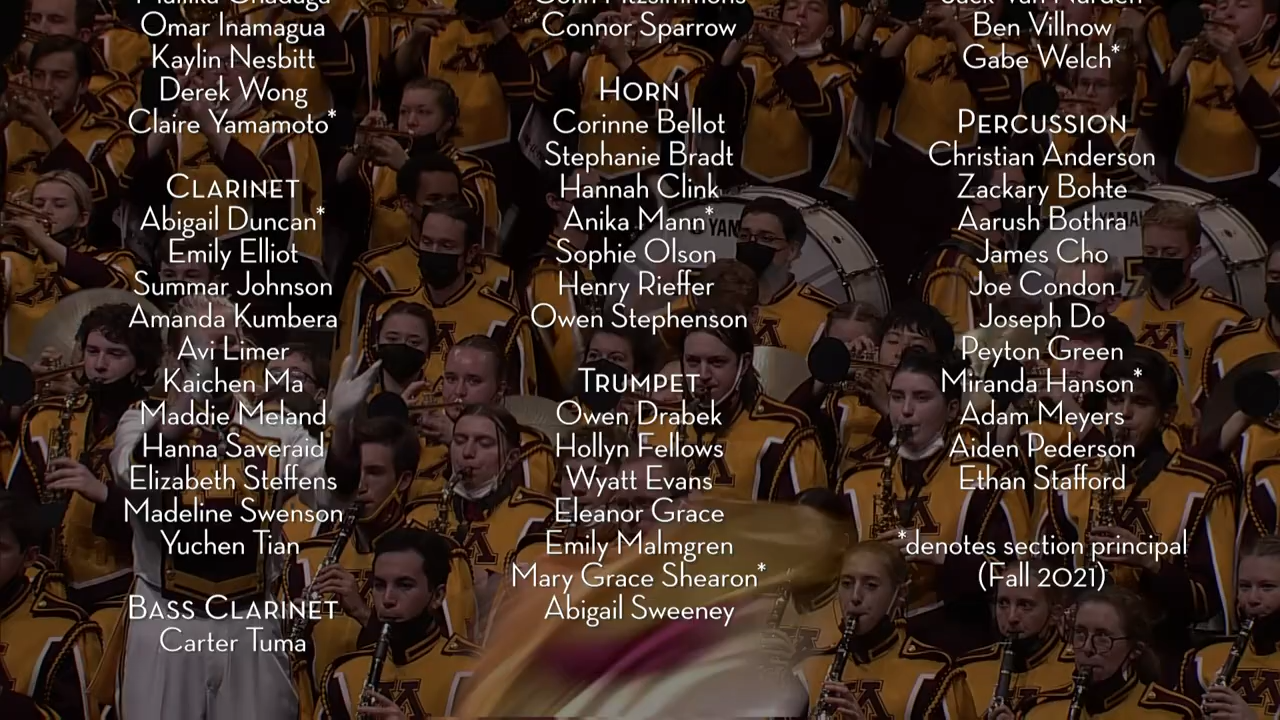 Omar Inamagua
Kaylin Nesbitt
Derek Wong
Claire Yamamoto*
CLARINET
Abigail Duncan*
Emily Elliot
Summar Johnson
Amanda Kumbera
Avi Limer
Kaichen Ma
Maddie Meland
Hanna Saveraid
Elizabeth Steffens
Madeline Swenson
Yuchen Tian
BASS CLARINET
Carter Tuma
Colin Fitzsimmons
Connor Sparrow
HORN
Corinne Bellot
Stephanie Bradt
Hannah Clink
Anika Mann*
Sophie Olson
Henry Rieffer
Owen Stephenson
TRUMPET
Owen Drabek
Hollyn Fellows
Wyatt Evans
Eleanor Grace
Emily Malmgren
Mary Grace Shearon*
Abigail Sweeney
Ben Villnow
Gabe Welch*
PERCUSSION
Christian Anderson
Zackary Bohte
Aarush Bothra
James Cho
Joe Condon
Joseph Do
Peyton Green
Miranda Hanson*
Adam Meyers
Aiden Pederson
Ethan Stafford
*denotes section principal
(Fall 2021)